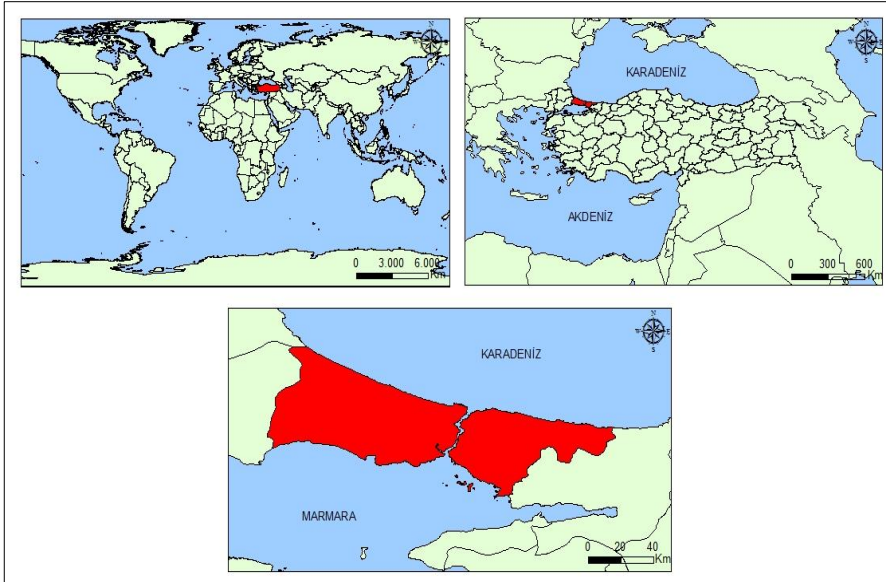 N
W E
S
0 3.000 6.000
Km
N
W E
S
KARADENİZ
AKDENİZ
0 300 600
Km
N
W E
S
KARADENİZ
MARMARA
0 20 40
Km